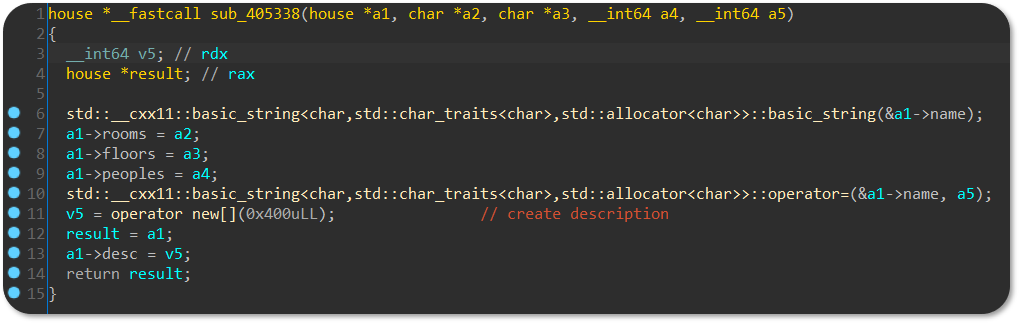 1 house *__fastcall sub_405338(house *a1, char *a2, char *a3, __int64 a4, __int64 a5)
2 {
3   __int64 v5; // rdx
4   house *result; // rax
5
6   std::__cxx11::basic_string<char,std::char_traits<char>,std::allocator<char>>::basic_string(&a1->name);
7   a1->rooms = a2;
8   a1->floors = a3;
9   a1->peoples = a4;
10   std::__cxx11::basic_string<char,std::char_traits<char>,std::allocator<char>>::operator=(&a1->name, a5);
11   v5 = operator new[](0x400uLL);                // create description
12   result = a1;
13   a1->desc = v5;
14   return result;
15 }